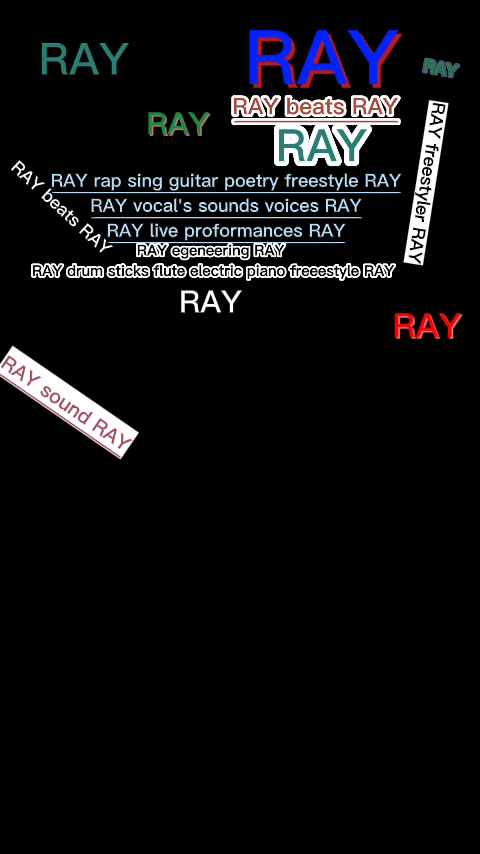 RAY
RAY
RAY
RAY beats RAY
RAY
RAY
RAY freestyler RAY
RAY beats RAY
RAY rap sing guitar poetry freestyle RAY
RAY vocal's sounds voices RAY
RAY live proformances RAY
RAY egeneering RAY
RAY drum sticks flute electric piano freeestyle RAY
RAY
RAY
RAY sound RAY